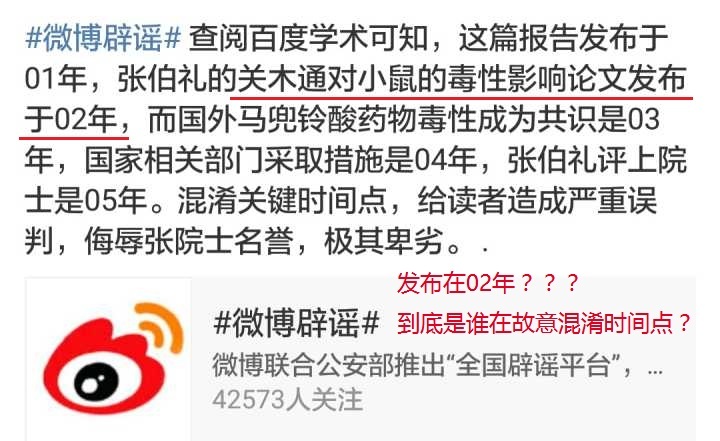 #微博辟谣# 查阅百度学术可知，这篇报告发布于
01年，张伯礼的关木通对小鼠的毒性影响论文发布
于02年，而国外马兜铃酸药物毒性成为共识是03
年，国家相关部门采取措施是04年，张伯礼评上院
士是05年。混淆关键时间点，给读者造成严重误
判，侮辱张院士名誉，极其卑劣。.
发布在02年？？？
#微博辟谣#
到底是谁在故意混淆时间点？
微博联合公安部推出“全国辟谣平台”，...
42573人关注